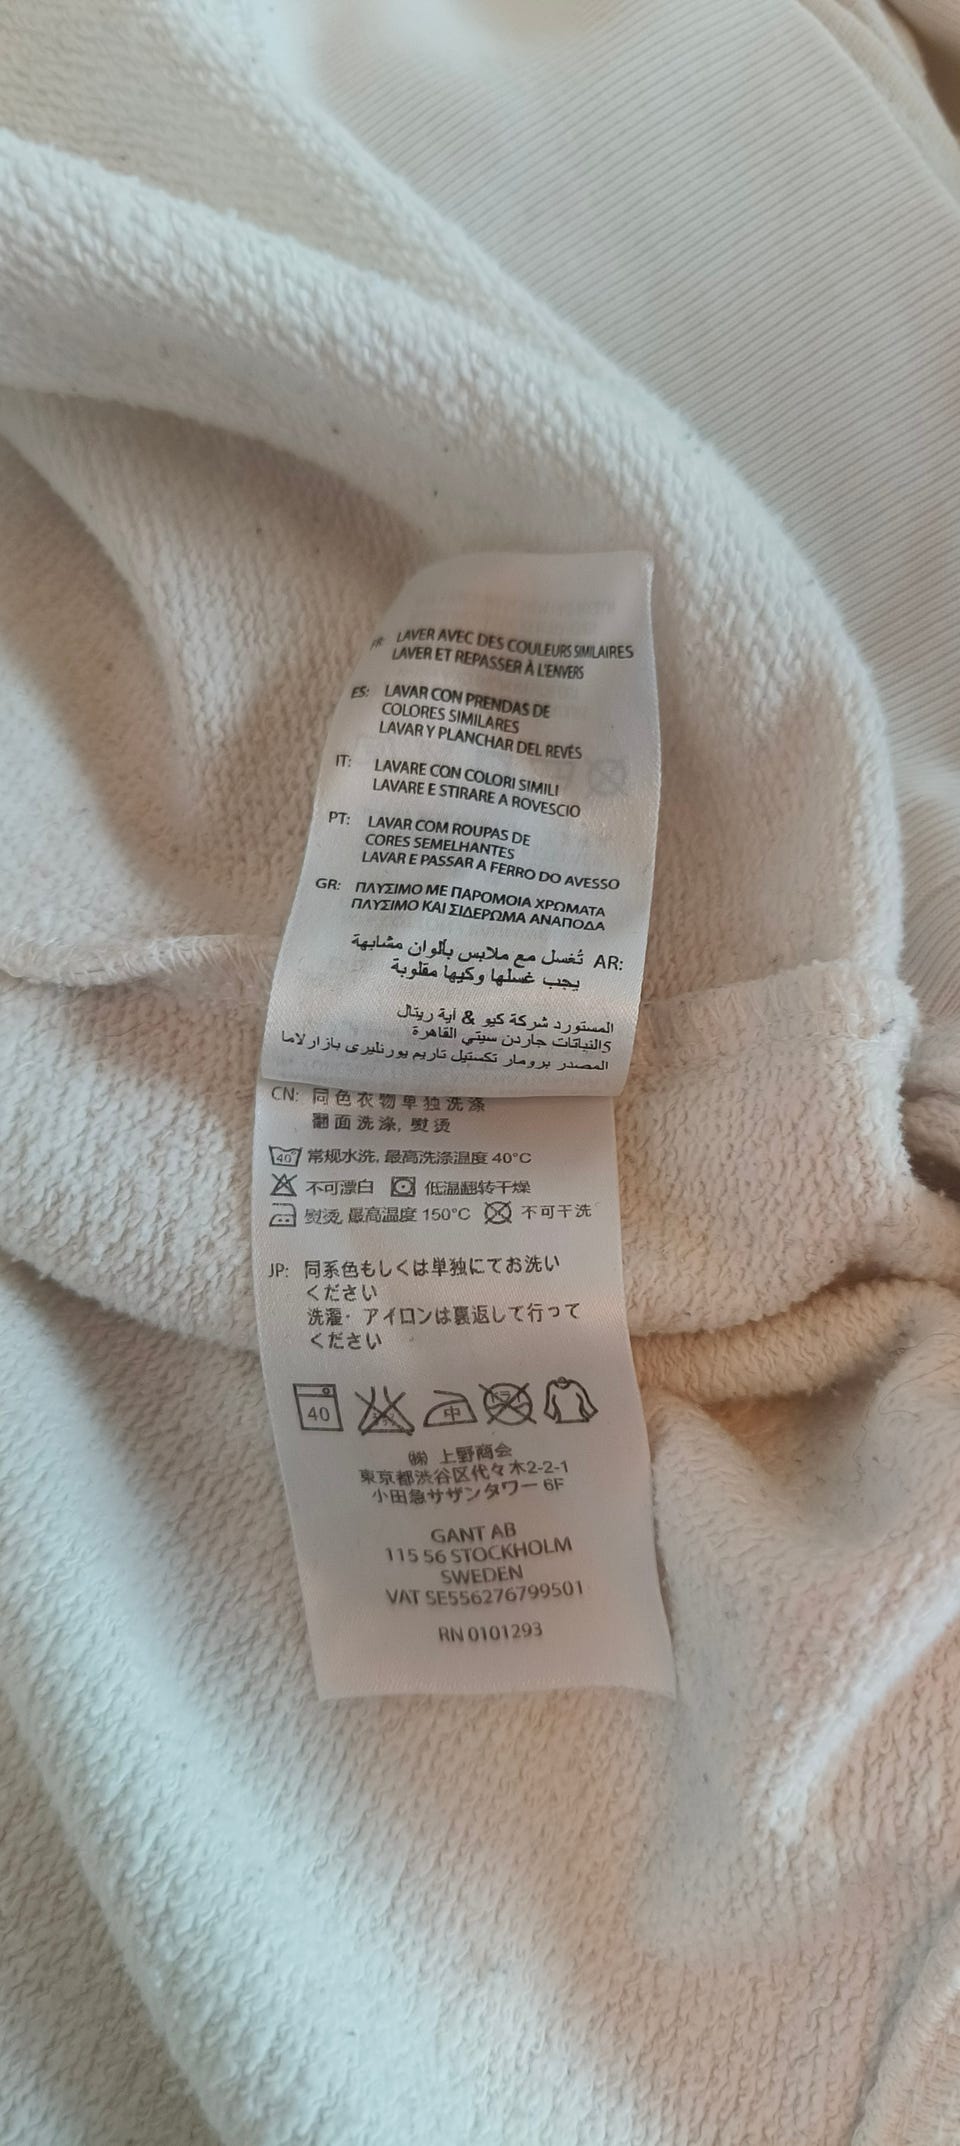 FR: LAVER AVEC DES COULEURS SIMILAIRES
LAVER ET REPASSER À L'ENVERS
ES: LAVAR CON PRENDAS DE
COLORES SIMILARES
LAVAR Y PLANCHAR DEL REVÉS
IT: LAVARE CON COLORI SIMILI
LAVARE E STIRARE A ROVESCIO
PT: LAVAR COM ROUPAS DE
CORES SEMELHANTES
LAVAR E PASSAR A FERRO DO AVESSO
GR: ΠΛΥΣΙΜΟ ΜΕ ΠΑΡΟΜΟΙΑ ΧΡΩΜΑΤΑ
ΠΛΥΣΙΜΟ ΚΑΙ ΣΙΔΕΡΩΜΑ ΑΝΑΠΟΔΑ
AR: تُغسل مع ملابس بألوان مشابهة
يجب غسلها وكيها مقلوبة
المستورد شركة كيو & أية ريتال
5النباتات جاردن سيتي القاهرة
المصدر برومار تكستيل تاريم يورنليرى بازار لاما
CN: 同色衣物单独洗涤
翻面洗涤, 熨烫
40° 常规水洗, 最高洗涤温度 40°C
不可漂白 低温翻转干燥
熨烫, 最高温度 150°C 不可干洗
JP: 同系色もしくは単独にてお洗い
ください
洗濯・アイロンは裏返して行って
ください
40 中 ドライ
㈱ 上野商会
東京都渋谷区代々木2-2-1
小田急サザンタワー 6F
GANT AB
115 56 STOCKHOLM
SWEDEN
VAT SE556276799501
RN 0101293